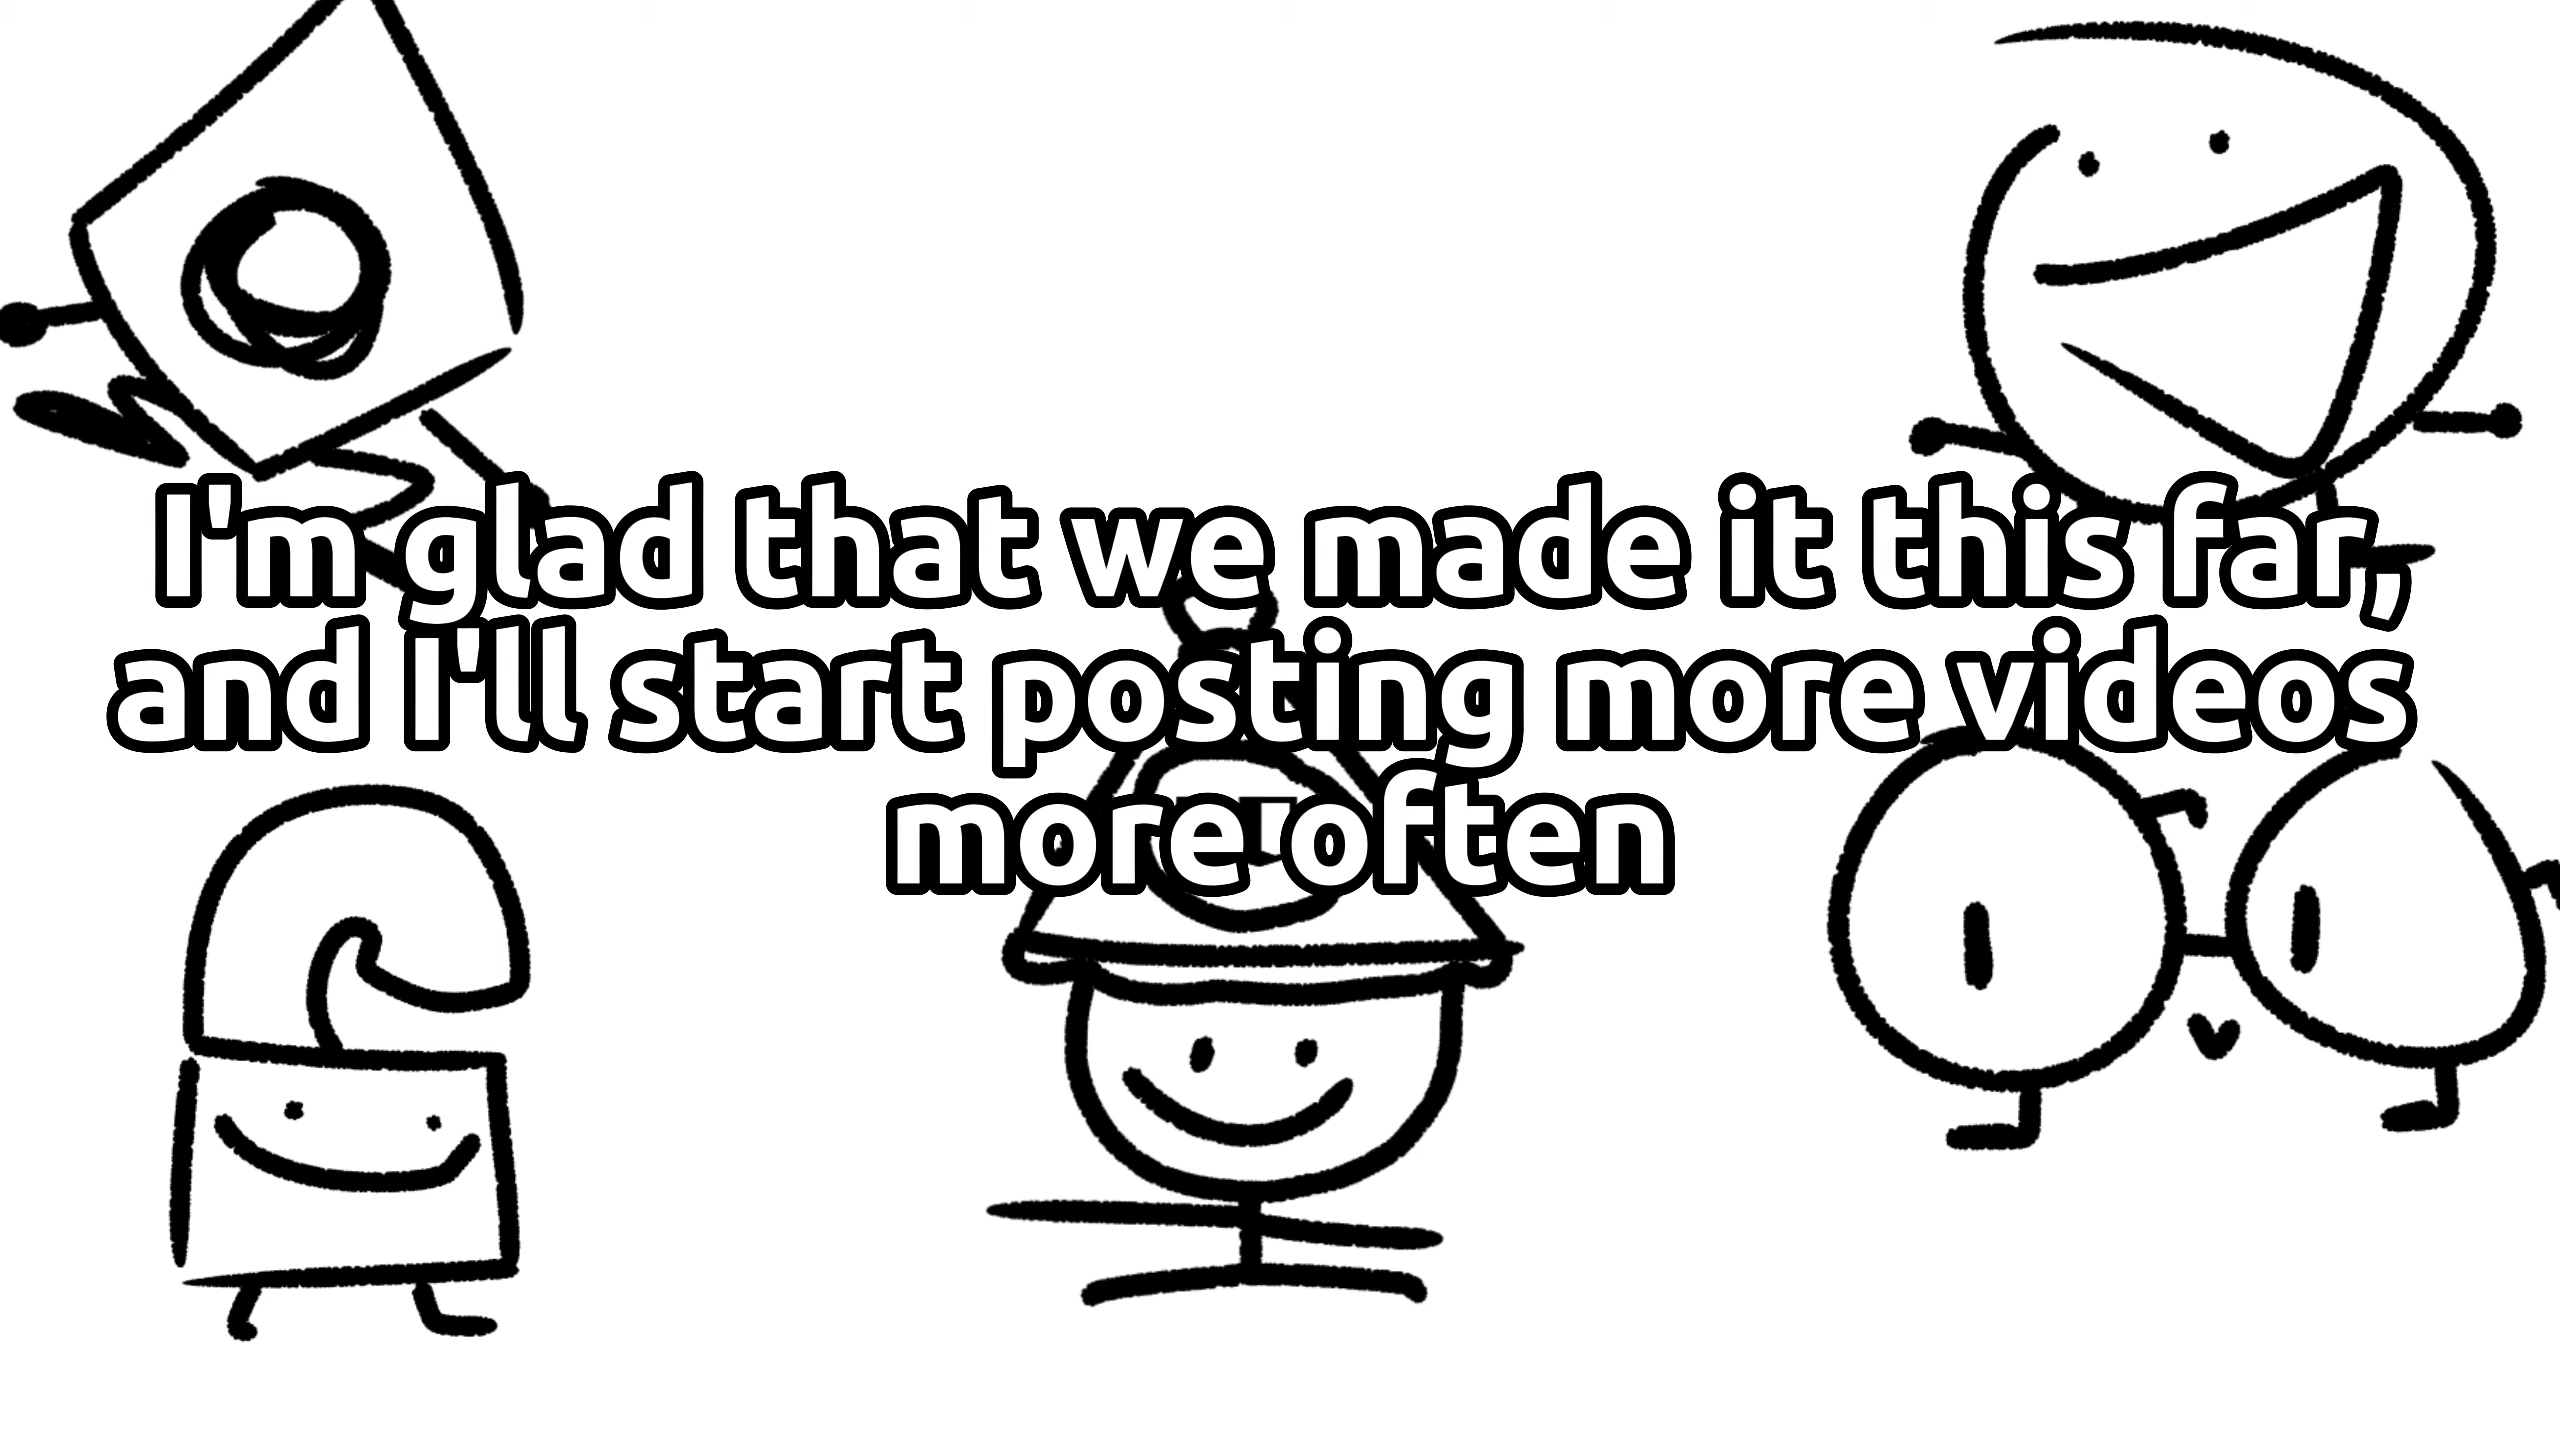 I'm glad that we made it this far,
and I'll start posting more videos
more often